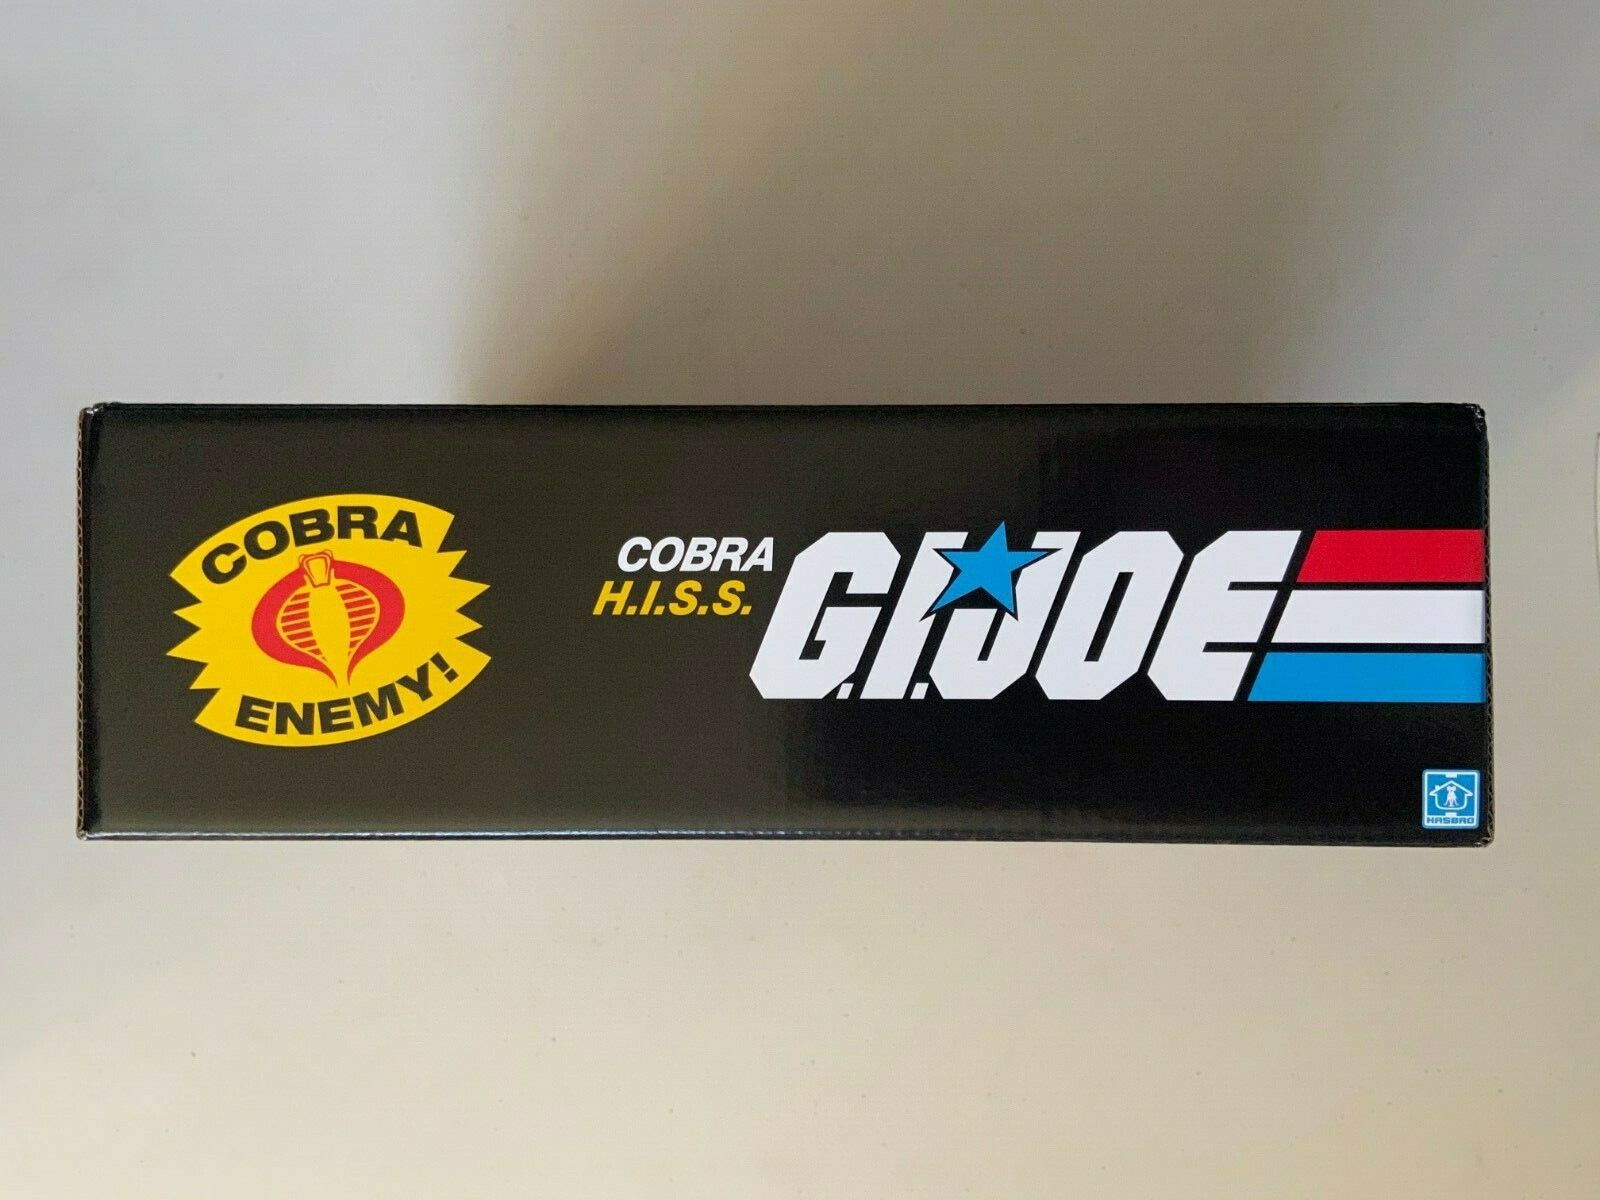 COBRA
ENEMY!
COBRA
H.I.S.S.
G.I.JOE
HASBRO